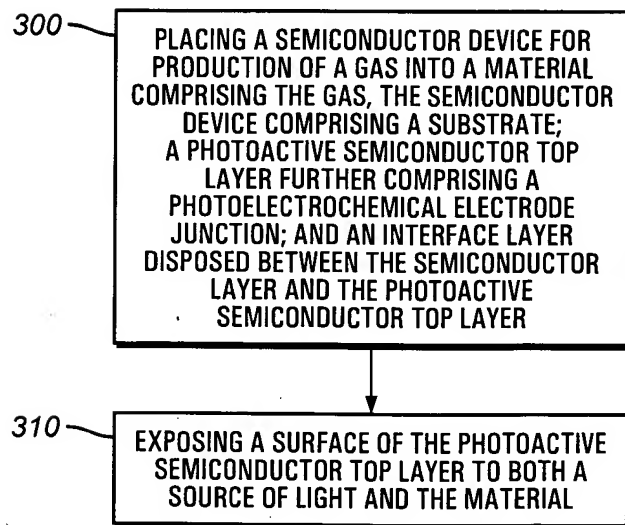 300
PLACING A SEMICONDUCTOR DEVICE FOR
PRODUCTION OF A GAS INTO A MATERIAL
COMPRISING THE GAS, THE SEMICONDUCTOR
DEVICE COMPRISING A SUBSTRATE;
A PHOTOACTIVE SEMICONDUCTOR TOP
LAYER FURTHER COMPRISING A
PHOTOELECTROCHEMICAL ELECTRODE
JUNCTION; AND AN INTERFACE LAYER
DISPOSED BETWEEN THE SEMICONDUCTOR
LAYER AND THE PHOTOACTIVE
SEMICONDUCTOR TOP LAYER
310
EXPOSING A SURFACE OF THE PHOTOACTIVE
SEMICONDUCTOR TOP LAYER TO BOTH A
SOURCE OF LIGHT AND THE MATERIAL